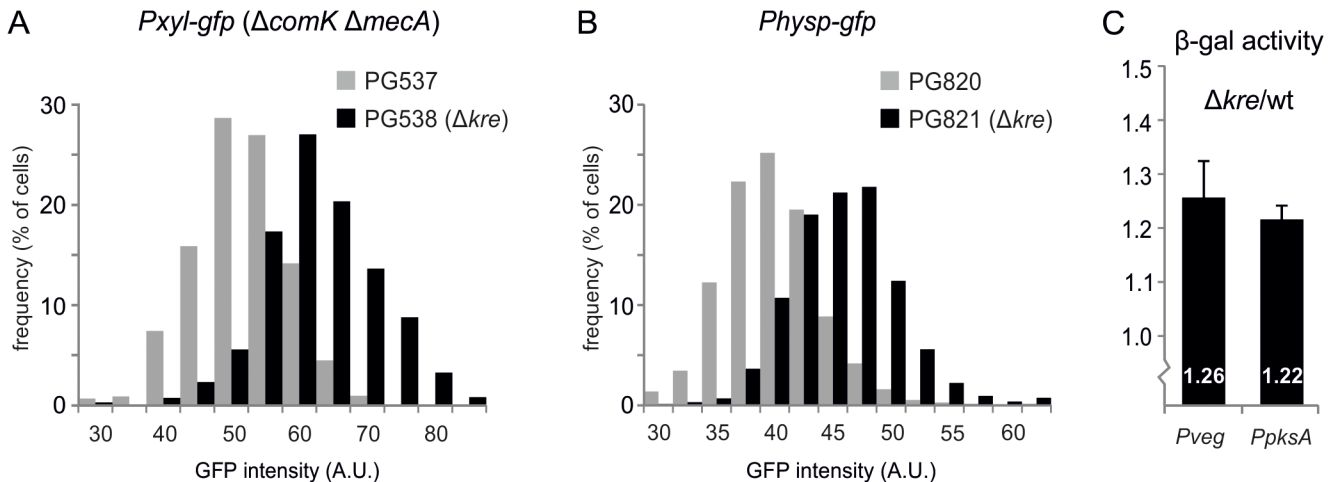 A
Pxyl-gfp (ΔcomK ΔmecA)
PG537
PG538 (Δkre)
frequency (% of cells)
30
20
10
0
30 40 50 60 70 80
GFP intensity (A.U.)
B
Physp-gfp
PG820
PG821 (Δkre)
frequency (% of cells)
30
20
10
0
30 35 40 45 50 55 60
GFP intensity (A.U.)
C
β-gal activity
Δkre/wt
1.5
1.4
1.3
1.2
1.1
1.0
1.26 1.22
Pveg PpksA